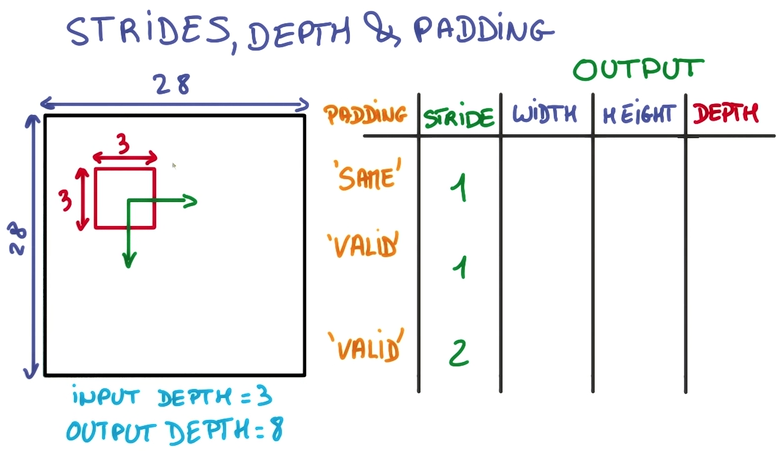 STRIDES, DEPTH & PADDING
28
28
3
3
INPUT DEPTH = 3
OUTPUT DEPTH = 8
OUTPUT
PADDING STRIDE WIDTH HEIGHT DEPTH
'SAME' 1
'VALID' 1
'VALID' 2